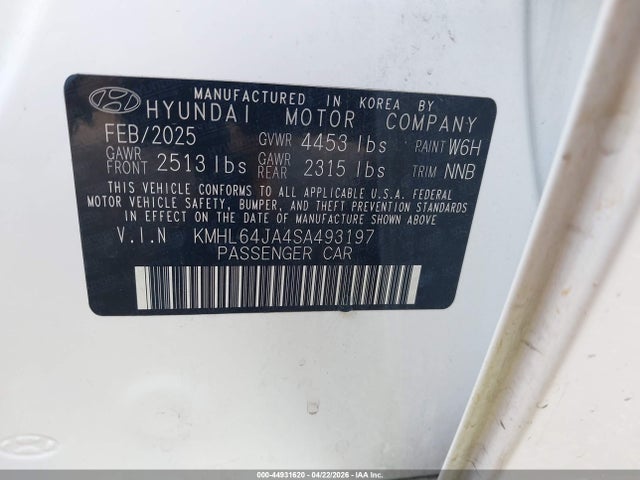 MANUFACTURED IN KOREA BY
HYUNDAI MOTOR COMPANY
FEB/2025 GVWR 4453 lbs PAINT W6H
GAWR FRONT 2513 lbs GAWR REAR 2315 lbs TRIM NNB
THIS VEHICLE CONFORMS TO ALL APPLICABLE U.S.A. FEDERAL
MOTOR VEHICLE SAFETY, BUMPER, AND THEFT PREVENTION STANDARDS
IN EFFECT ON THE DATE OF MANUFACTURE SHOWN ABOVE.
V.I.N KMHL64JA4SA493197
PASSENGER CAR
000-44931620 04/22/2026 - IAA Inc.